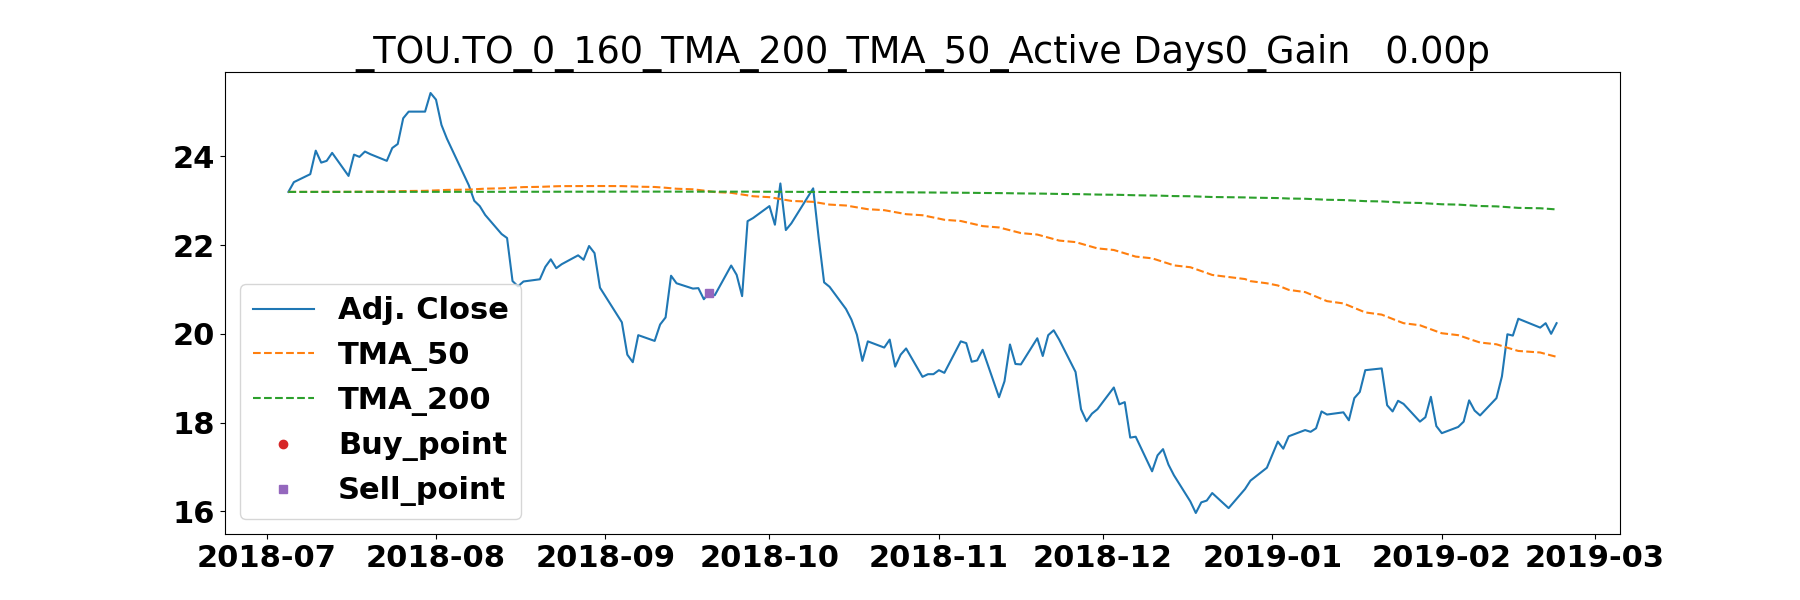 _TOU.TO_0_160_TMA_200_TMA_50_Active Days0_Gain   0.00p
24
22
20
18
16
Adj. Close
TMA_50
TMA_200
Buy_point
Sell_point
2018-07 2018-08 2018-09 2018-10 2018-11 2018-12 2019-01 2019-02 2019-03